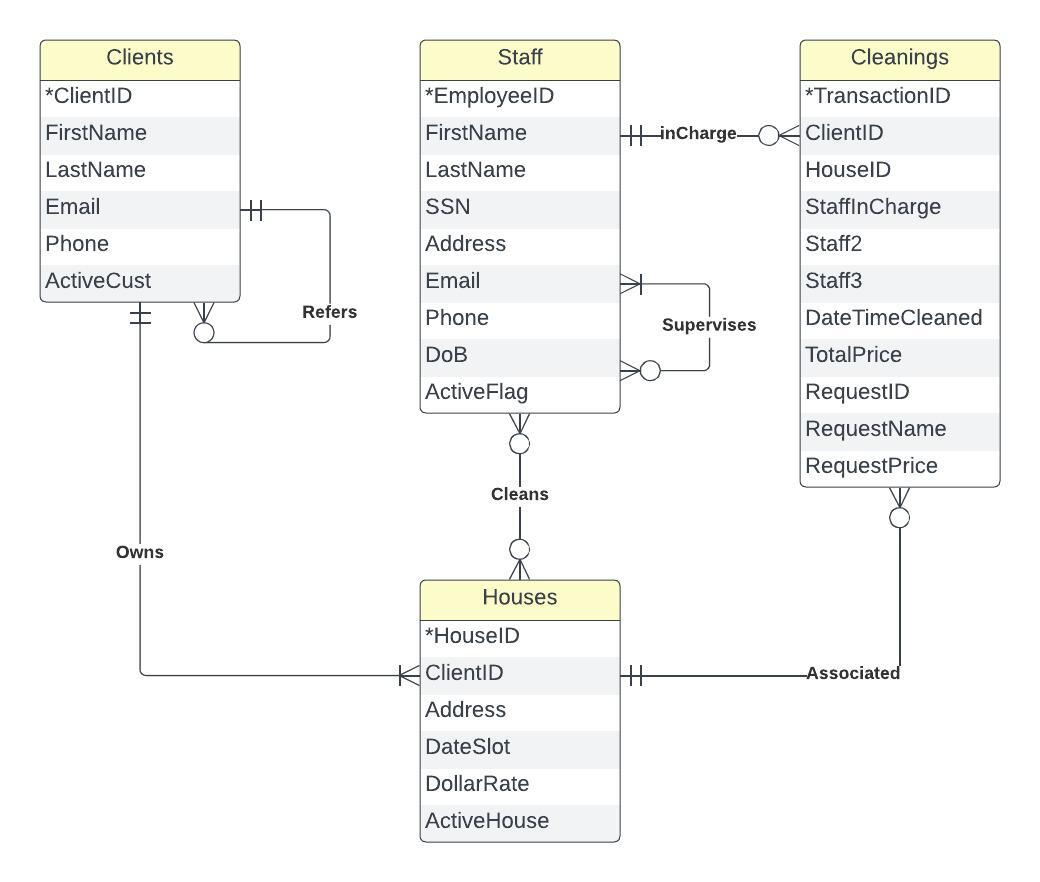 Clients
*ClientID
FirstName
LastName
Email
Phone
ActiveCust
Refers
Owns
Staff
*EmployeeID
FirstName
LastName
SSN
Address
Email
Phone
DoB
ActiveFlag
inCharge
Supervises
Cleans
Cleanings
*TransactionID
ClientID
HouseID
StaffInCharge
Staff2
Staff3
DateTimeCleaned
TotalPrice
RequestID
RequestName
RequestPrice
Houses
*HouseID
ClientID
Address
DateSlot
DollarRate
ActiveHouse
Associated